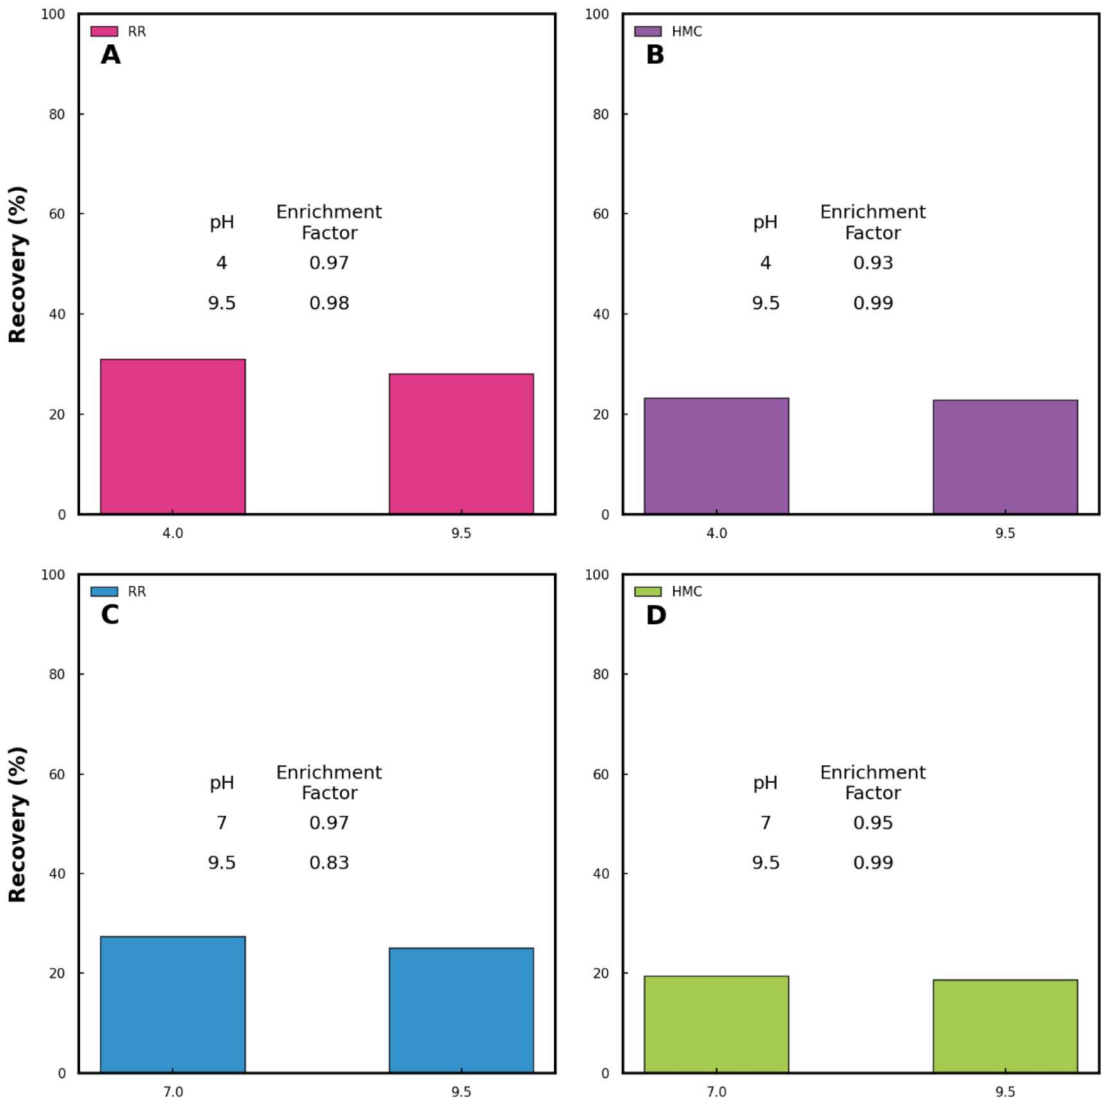 RR
A
100
80
60
40
20
0
Recovery (%)
pH
Enrichment
Factor
4 0.97
9.5 0.98
4.0 9.5
HMC
B
100
80
60
40
20
0
pH
Enrichment
Factor
4 0.93
9.5 0.99
4.0 9.5
RR
C
100
80
60
40
20
0
Recovery (%)
pH
Enrichment
Factor
7 0.97
9.5 0.83
7.0 9.5
HMC
D
100
80
60
40
20
0
pH
Enrichment
Factor
7 0.95
9.5 0.99
7.0 9.5